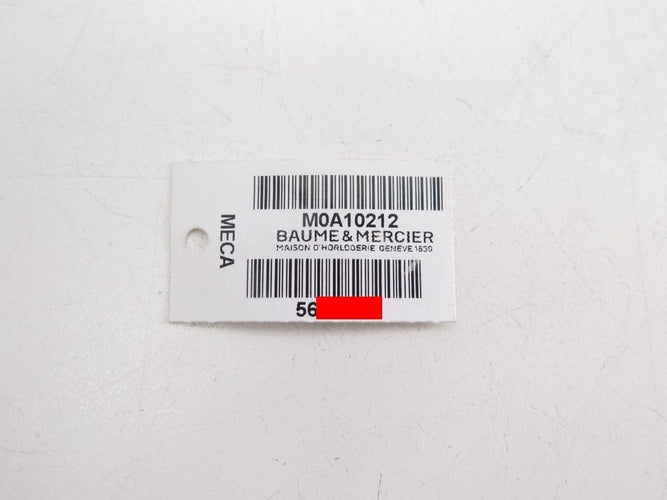 MECA
M0A10212
BAUME & MERCIER
MAISON D'HORLOGERIE GENEVE 1830
56